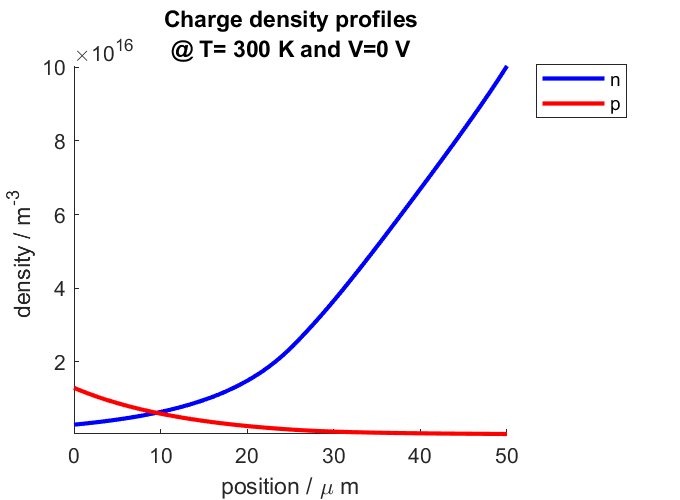 Charge density profiles
@ T= 300 K and V=0 V
×10^16
10
8
6
4
2
density / m^-3
0
10
20
30
40
50
position / μ m
n
p